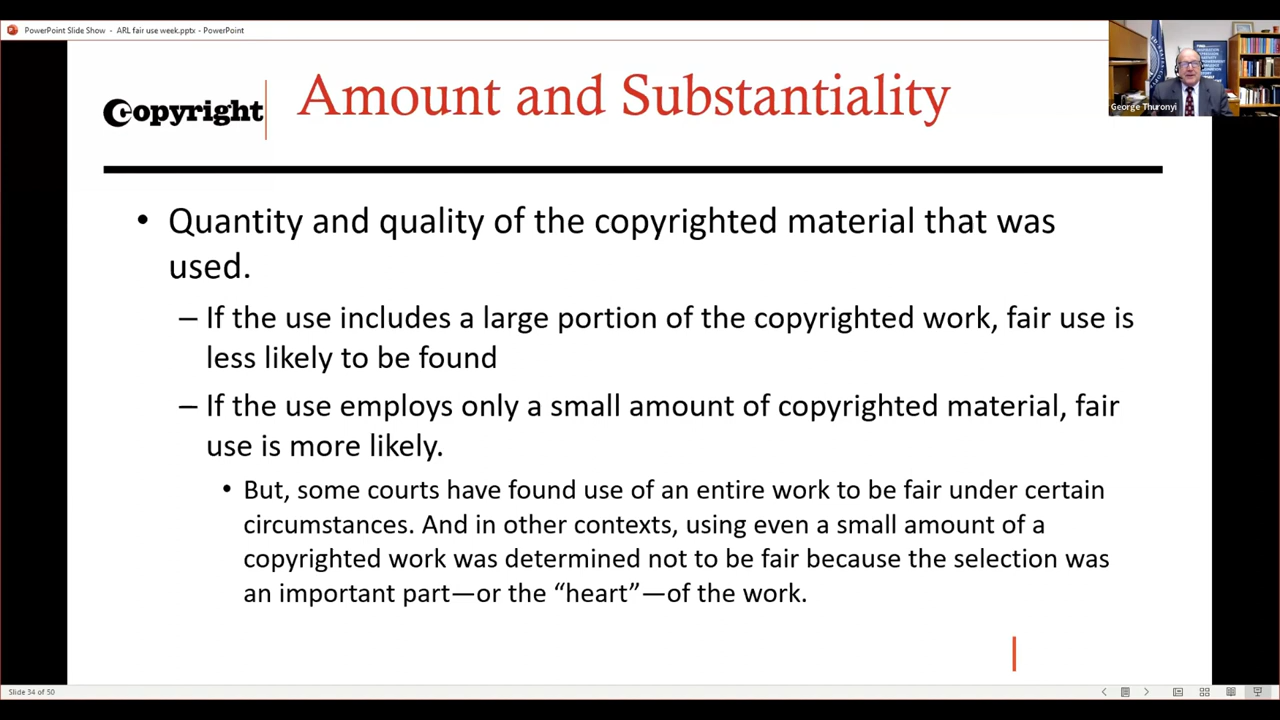 PowerPoint Slide Show - ARL fair use week.pptx - PowerPoint
Copyright
Amount and Substantiality
George Thuronyi
• Quantity and quality of the copyrighted material that was
used.
– If the use includes a large portion of the copyrighted work, fair use is
less likely to be found
– If the use employs only a small amount of copyrighted material, fair
use is more likely.
• But, some courts have found use of an entire work to be fair under certain
circumstances. And in other contexts, using even a small amount of a
copyrighted work was determined not to be fair because the selection was
an important part—or the “heart”—of the work.
Slide 34 of 50